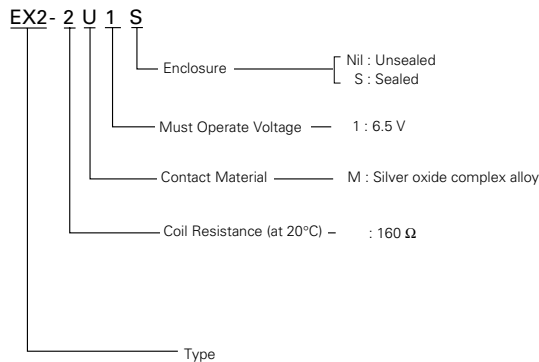 EX2- 2 U 1 S
Enclosure
Nil : Unsealed
S : Sealed
Must Operate Voltage
1 : 6.5 V
Contact Material
M : Silver oxide complex alloy
Coil Resistance (at 20°C)
: 160 Ω
Type